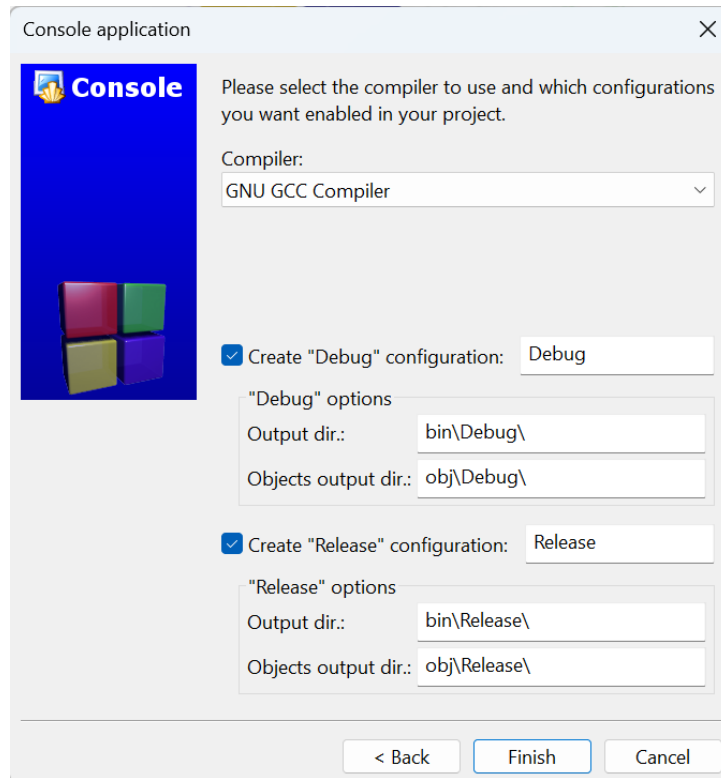 Console application
Console
Please select the compiler to use and which configurations
you want enabled in your project.
Compiler:
GNU GCC Compiler
Create "Debug" configuration: Debug
"Debug" options
Output dir.: bin\Debug\
Objects output dir.: obj\Debug\
Create "Release" configuration: Release
"Release" options
Output dir.: bin\Release\
Objects output dir.: obj\Release\
< Back Finish Cancel